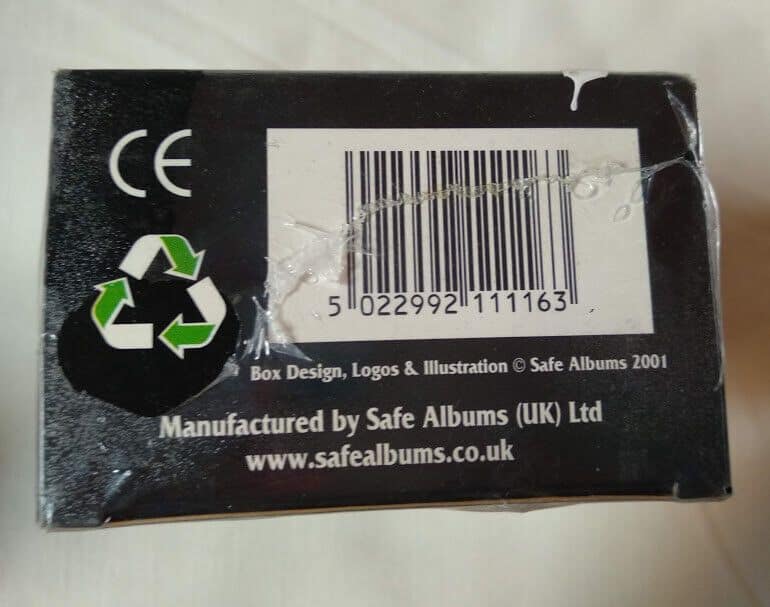 CE
5 022992 111163
Box Design, Logos & Illustration © Safe Albums 2001
Manufactured by Safe Albums (UK) Ltd
www.safealbums.co.uk